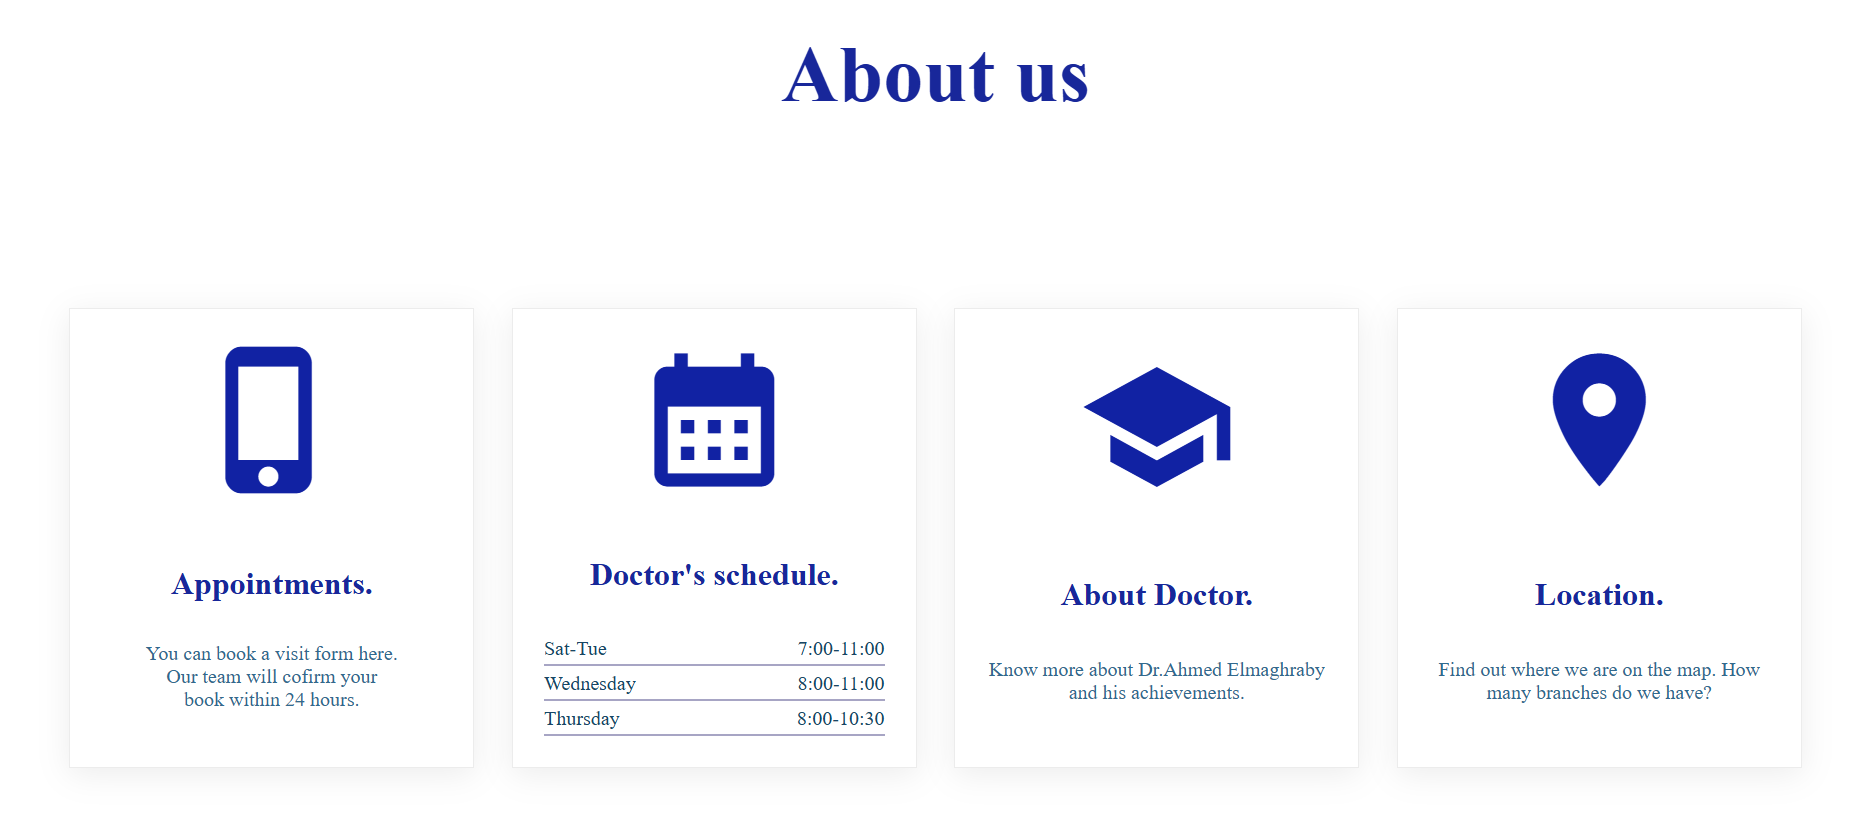 About us
Appointments.
You can book a visit form here.
Our team will cofirm your
book within 24 hours.
Doctor's schedule.
Sat-Tue 7:00-11:00
Wednesday 8:00-11:00
Thursday 8:00-10:30
About Doctor.
Know more about Dr.Ahmed Elmaghraby
and his achievements.
Location.
Find out where we are on the map. How
many branches do we have?